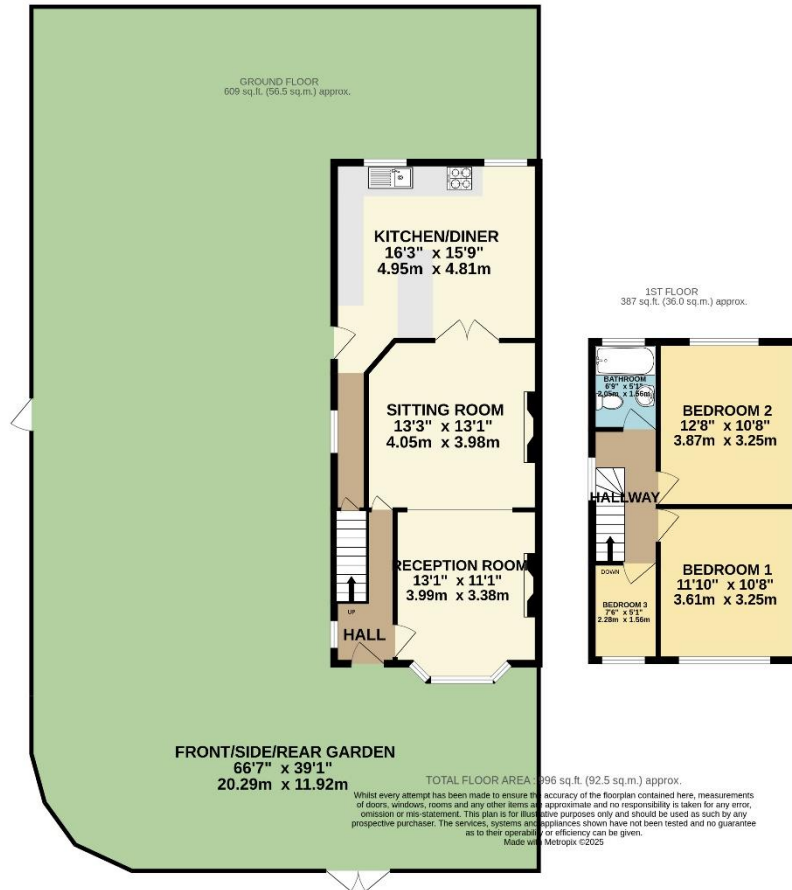 GROUND FLOOR
609 sq.ft. (56.5 sq.m.) approx.
KITCHEN/DINER
16'3" x 15'9"
4.95m x 4.81m
SITTING ROOM
13'3" x 13'1"
4.05m x 3.98m
RECEPTION ROOM
13'1" x 11'1"
3.99m x 3.38m
UP
HALL
FRONT/SIDE/REAR GARDEN
66'7" x 39'1"
20.29m x 11.92m
1ST FLOOR
387 sq.ft. (36.0 sq.m.) approx.
BATHROOM
6'9" x 5'1"
2.05m x 1.56m
BEDROOM 2
12'8" x 10'8"
3.87m x 3.25m
HALLWAY
DOWN
BEDROOM 1
11'10" x 10'8"
3.61m x 3.25m
BEDROOM 3
7'6" x 5'1"
2.28m x 1.56m
TOTAL FLOOR AREA : 996 sq.ft. (92.5 sq.m.) approx.
Whilst every attempt has been made to ensure the accuracy of the floorplan contained here, measurements
of doors, windows, rooms and any other items are approximate and no responsibility is taken for any error,
omission or mis-statement. This plan is for illustrative purposes only and should be used as such by any
prospective purchaser. The services, systems and appliances shown have not been tested and no guarantee
as to their operability or efficiency can be given.
Made with Metropix ©2025